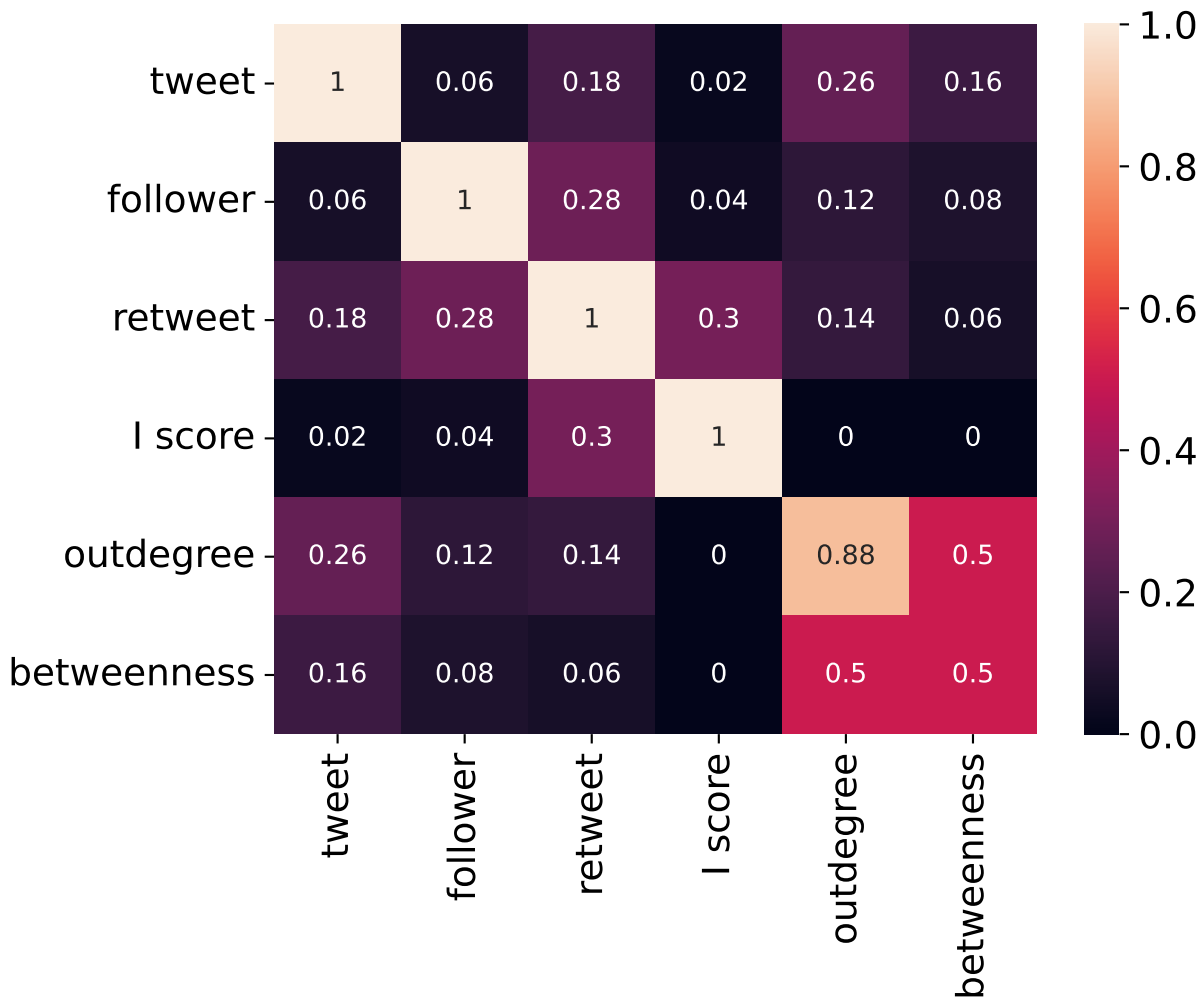 tweet 1 0.06 0.18 0.02 0.26 0.16
follower 0.06 1 0.28 0.04 0.12 0.08
retweet 0.18 0.28 1 0.3 0.14 0.06
I score 0.02 0.04 0.3 1 0 0
outdegree 0.26 0.12 0.14 0 0.88 0.5
betweenness 0.16 0.08 0.06 0 0.5 0.5
tweet
follower
retweet
I score
outdegree
betweenness
1.0
0.8
0.6
0.4
0.2
0.0